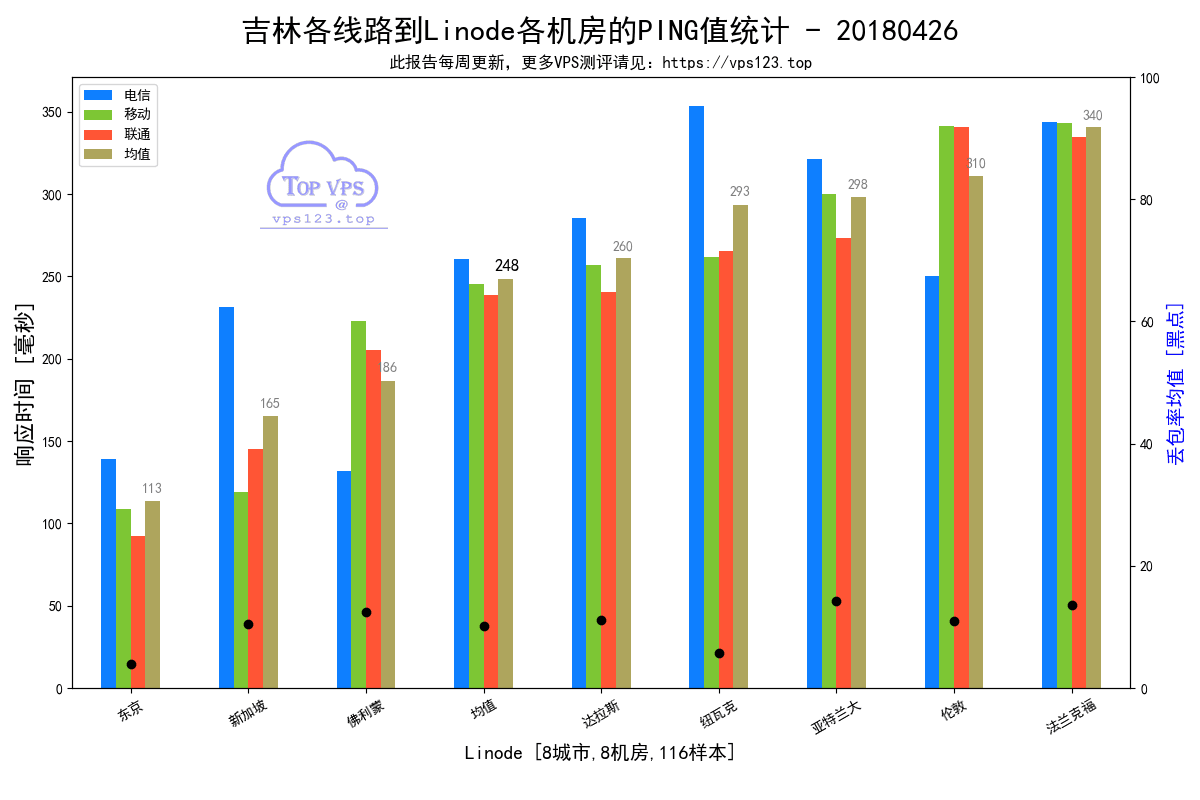 吉林各线路到Linode各机房的PING值统计 - 20180426
此报告每周更新，更多VPS测评请见：https://vps123.top
电信
移动
联通
均值
TOP VPS
@
vps123.top
响应时间 [毫秒]
350
300
250
200
150
100
50
0
113
165
86
248
260
293
298
310
340
100
80
60
40
20
0
丢包率均值 [黑点]
东京
新加坡
佛利蒙
均值
达拉斯
纽瓦克
亚特兰大
伦敦
法兰克福
Linode [8城市,8机房,116样本]